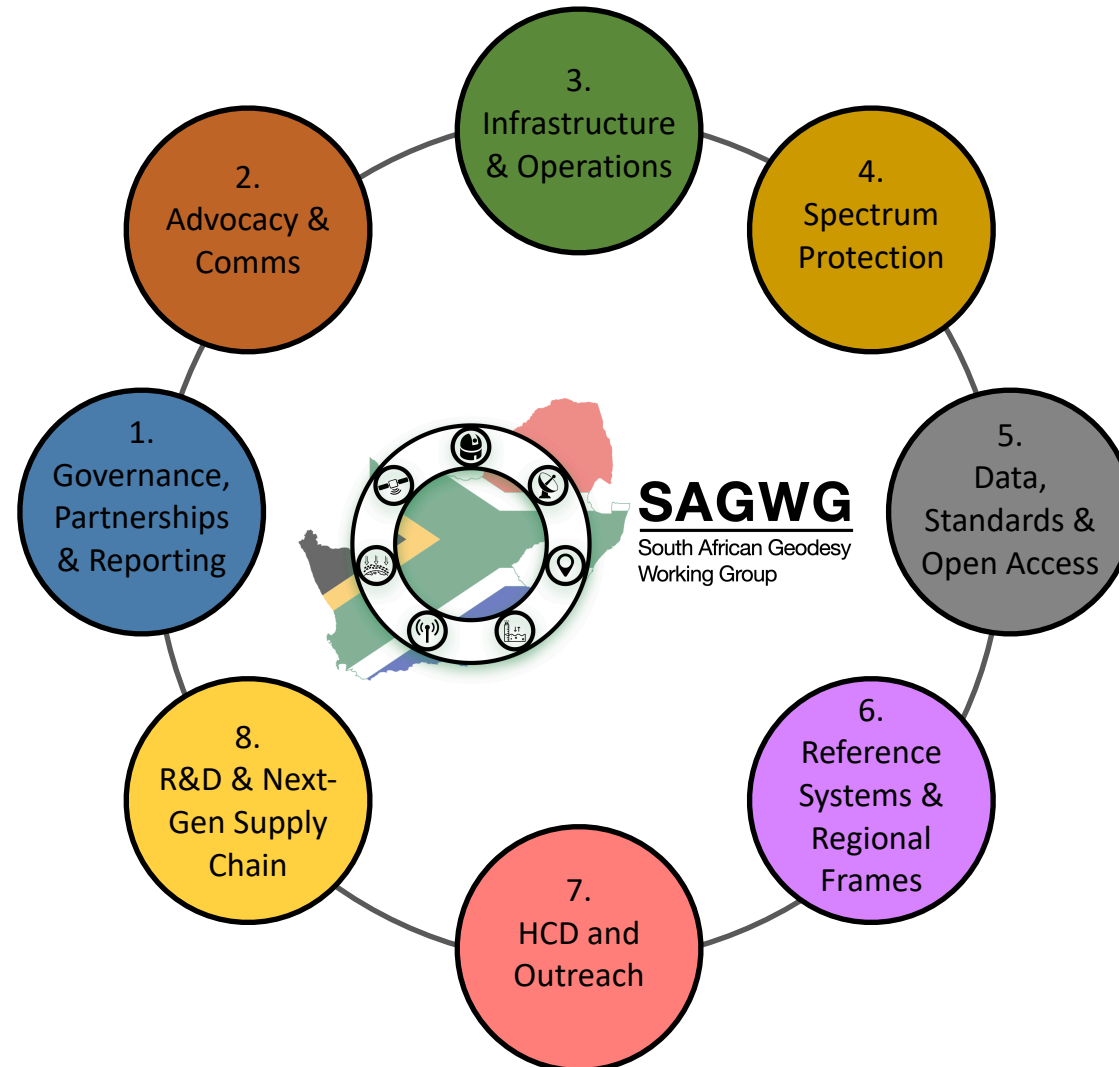 1.
Governance,
Partnerships
& Reporting
2.
Advocacy &
Comms
3.
Infrastructure
& Operations
4.
Spectrum
Protection
5.
Data,
Standards &
Open Access
6.
Reference
Systems &
Regional
Frames
7.
HCD and
Outreach
8.
R&D & Next-
Gen Supply
Chain
SAGWG
South African Geodesy
Working Group